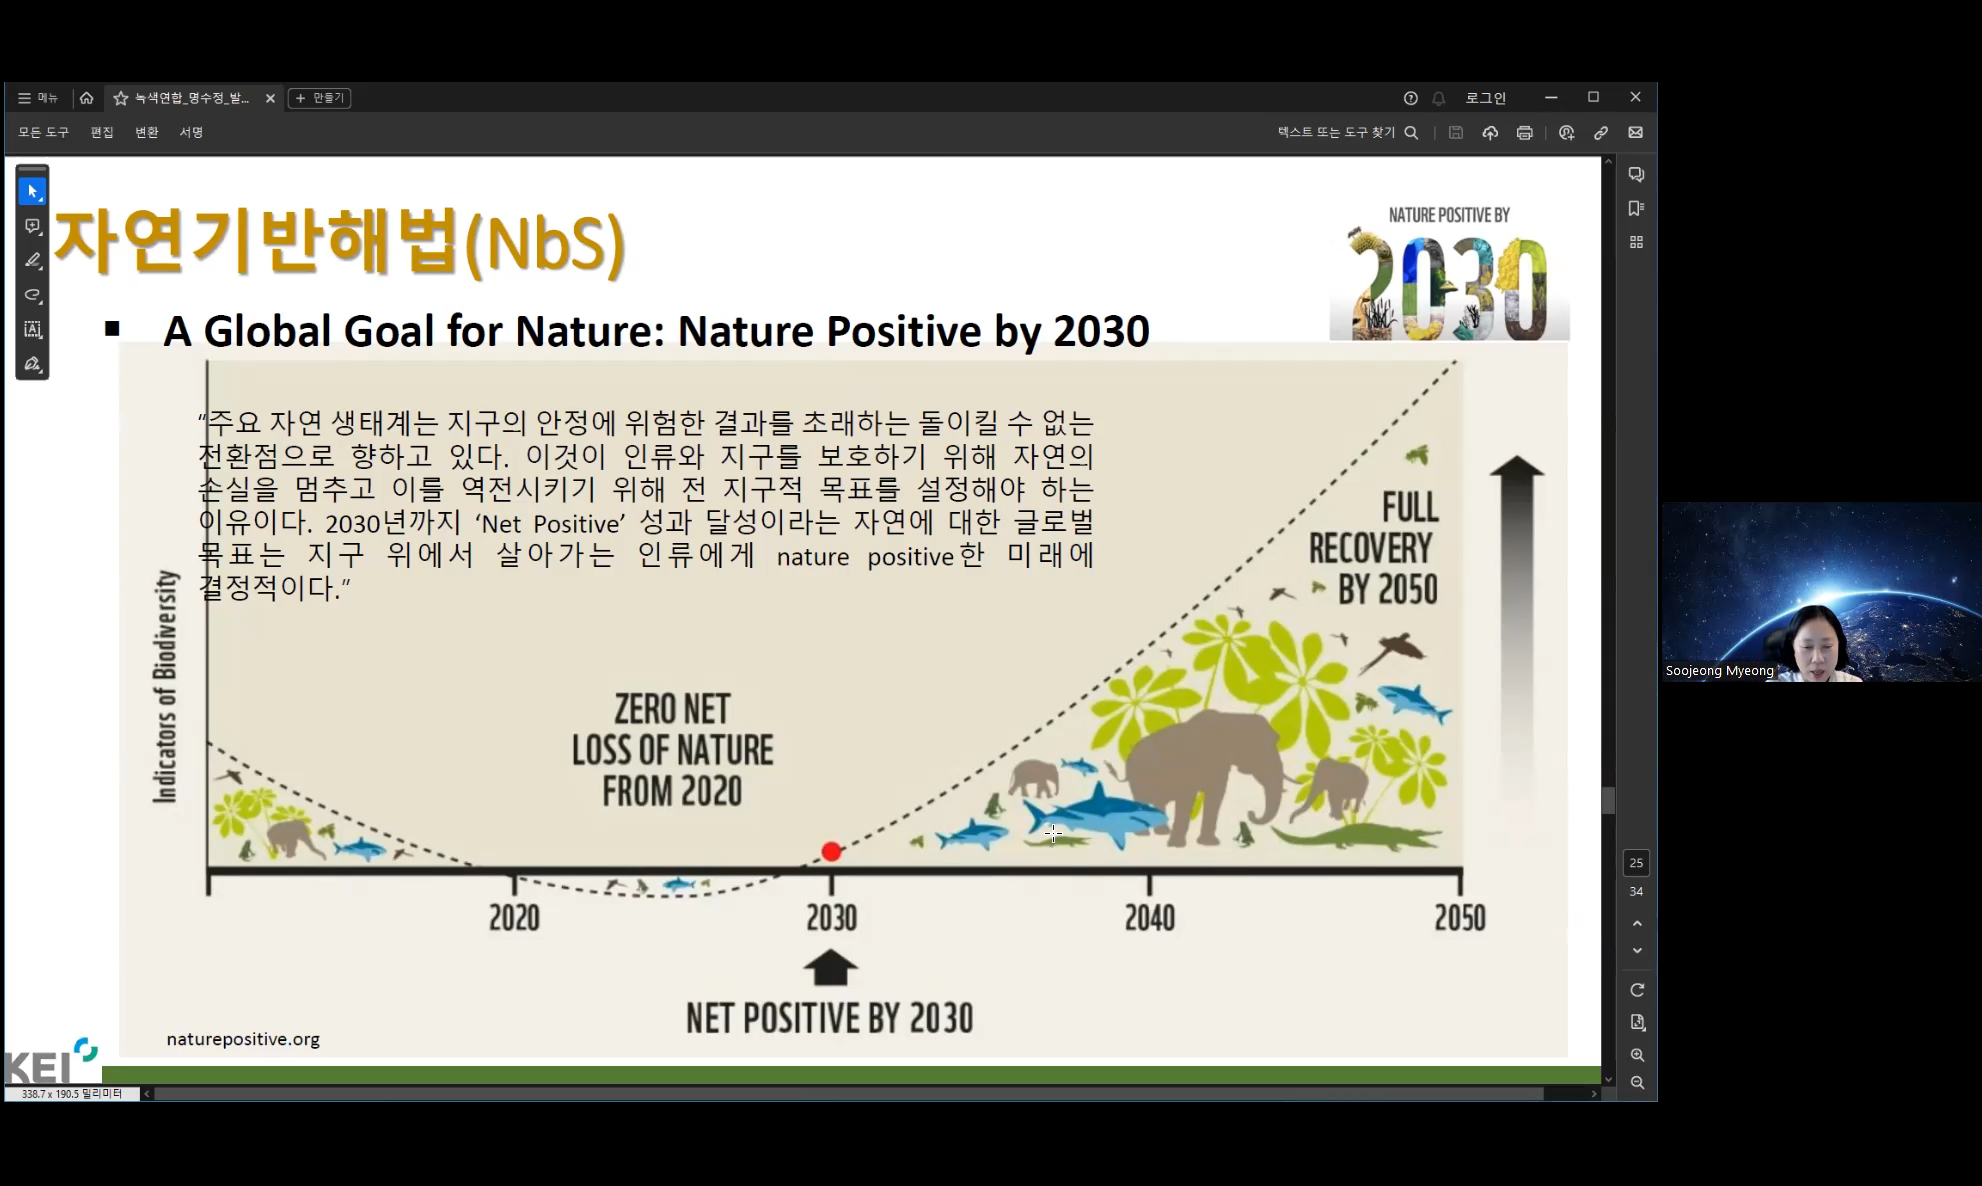 메뉴
녹색연합_명수정_발...
만들기
로그인
모든 도구
편집
변환
서명
텍스트 또는 도구 찾기
자연기반해법(NbS)
NATURE POSITIVE BY
2030
A Global Goal for Nature: Nature Positive by 2030
“주요 자연 생태계는 지구의 안정에 위험한 결과를 초래하는 돌이킬 수 없는
전환점으로 향하고 있다. 이것이 인류와 지구를 보호하기 위해 자연의
손실을 멈추고 이를 역전시키기 위해 전 지구적 목표를 설정해야 하는
이유이다. 2030년까지 ‘Net Positive’ 성과 달성이라는 자연에 대한 글로벌
목표는 지구 위에서 살아가는 인류에게 nature positive한 미래에
결정적이다.”
FULL
RECOVERY
BY 2050
Indicators of Biodiversity
ZERO NET
LOSS OF NATURE
FROM 2020
2020
2030
2040
2050
NET POSITIVE BY 2030
naturepositive.org
KEI
338.7 x 190.5 밀리미터
25
34
Soojeong Myeong